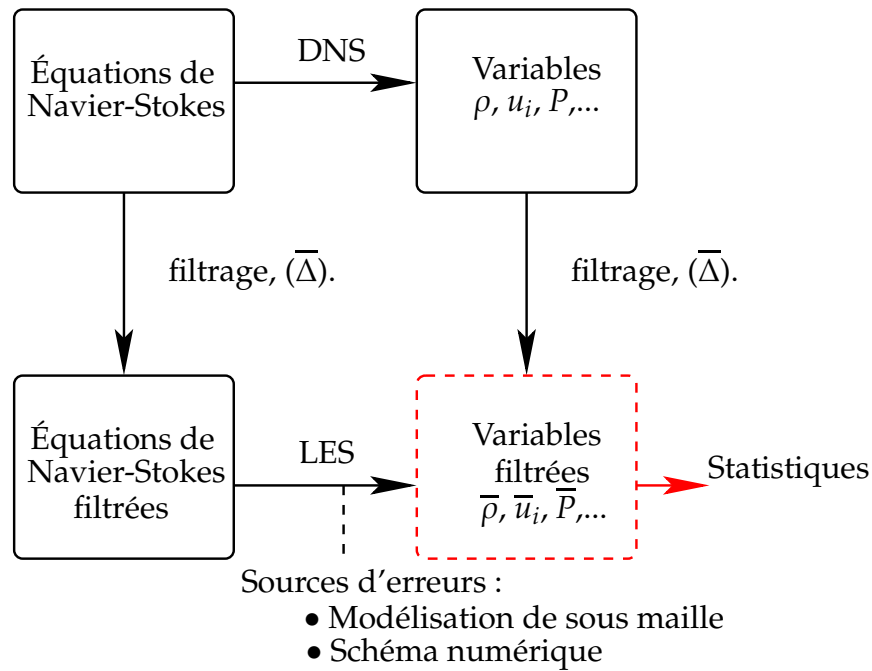 DNS
Équations de
Navier-Stokes
Variables
ρ, u_i, P,...
filtrage, (Δ̅).
filtrage, (Δ̅).
Équations de
Navier-Stokes
filtrées
LES
Variables
filtrées
ρ̅, u̅_i, P̅,...
Statistiques
Sources d'erreurs :
• Modélisation de sous maille
• Schéma numérique